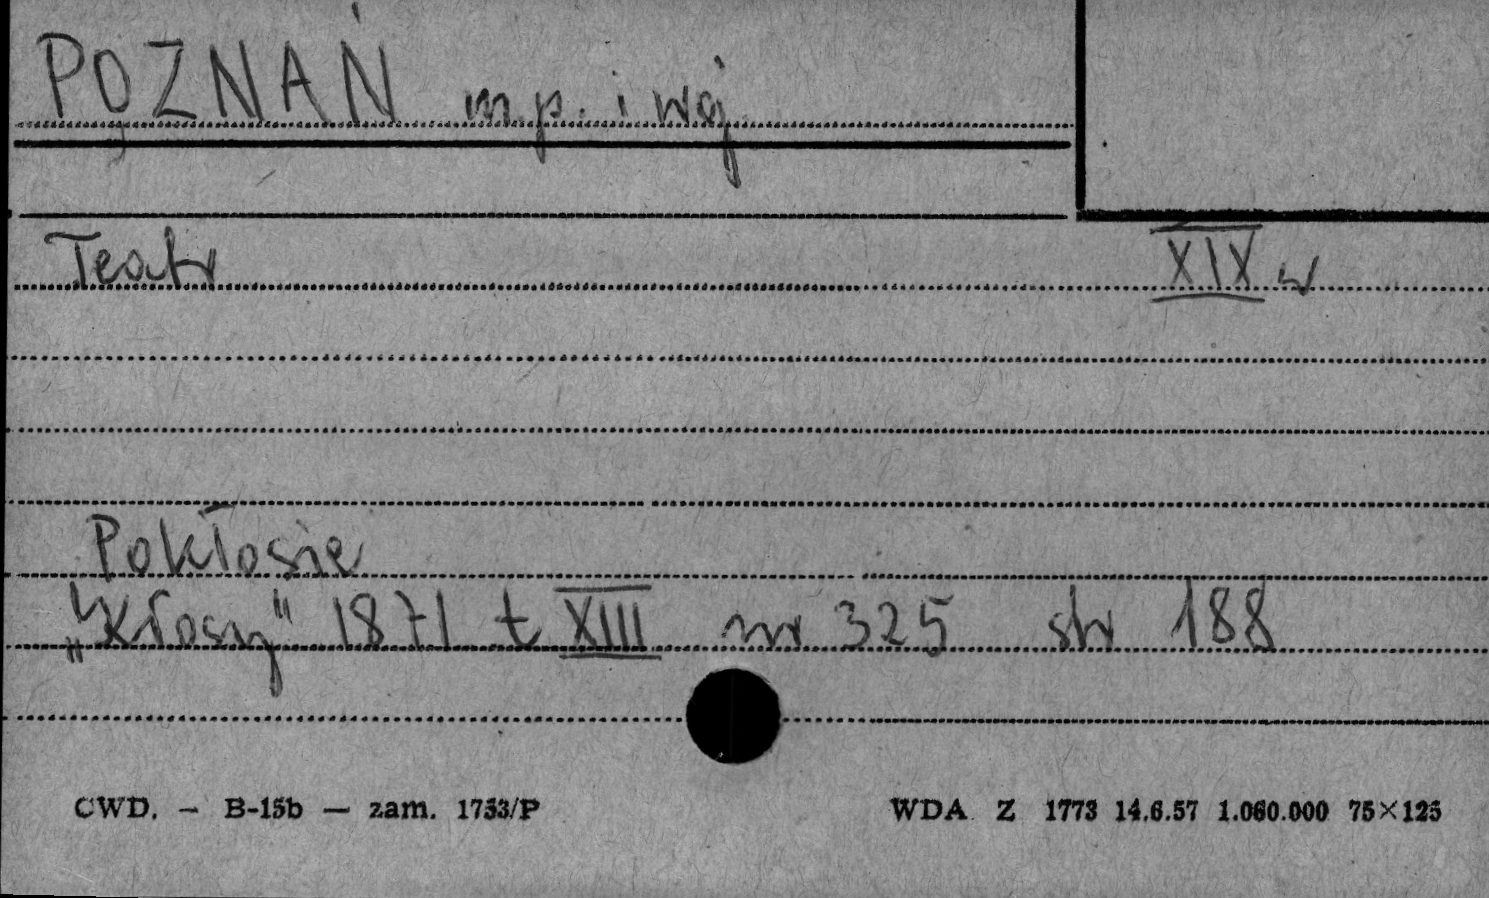 POZNAŃ m.p. i woj.
Teatr XIX w
Pokłosie
„Kłosy" 1871 t XIII nr 325 str 188
CWD. – B-15b — zam. 1753/P WDA Z 1773 14.6.57 1.060.000 75×125